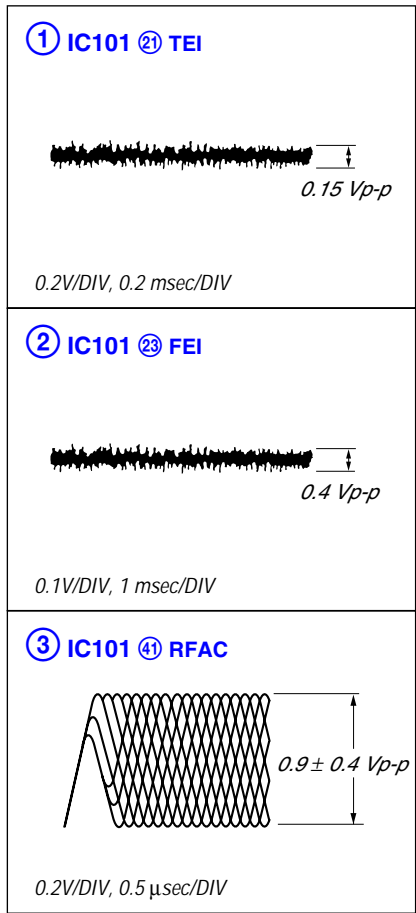 ① IC101 ㉑ TEI
0.15 Vp-p
0.2V/DIV, 0.2 msec/DIV
② IC101 ㉓ FEI
0.4 Vp-p
0.1V/DIV, 1 msec/DIV
③ IC101 ㊶ RFAC
0.9 ± 0.4 Vp-p
0.2V/DIV, 0.5 µsec/DIV